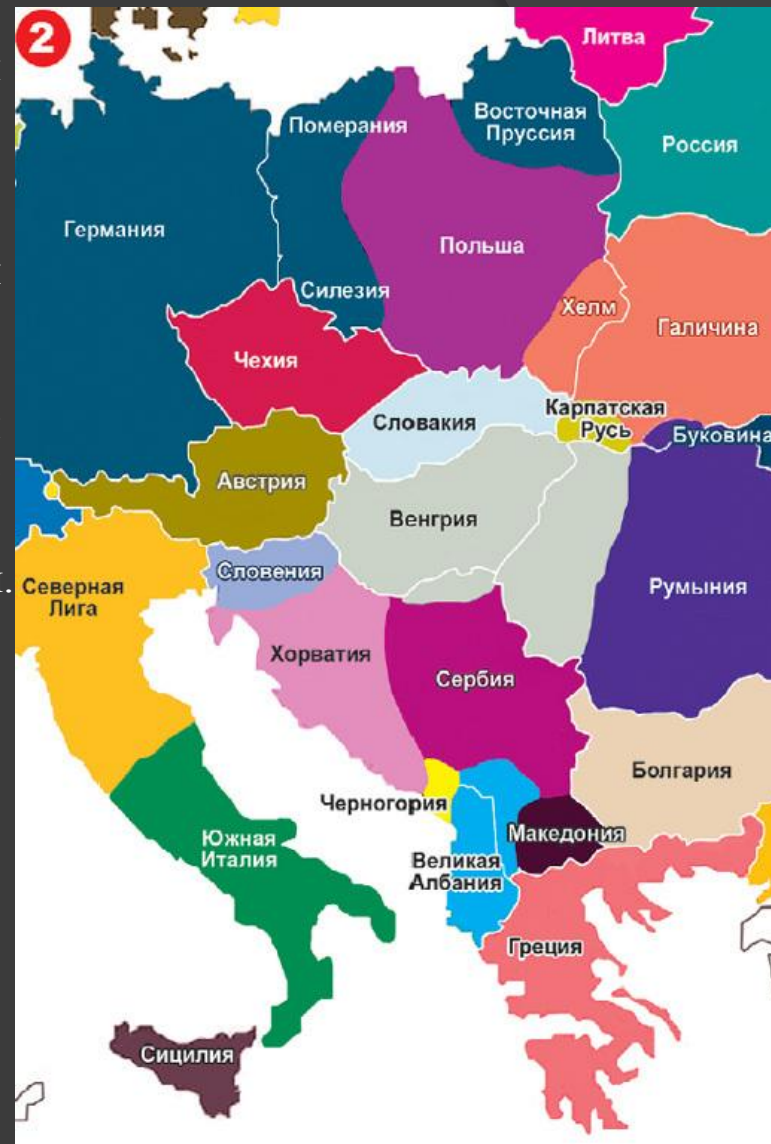 2
Литва
Померания
Восточная
Пруссия
Россия
Германия
Польша
Силезия
Хелм
Галичина
Чехия
Карпатская
Русь
Словакия
Буковина
Австрия
Венгрия
Словения
Северная
Лига
Румыния
Хорватия
Сербия
Болгария
Черногория
Македония
Южная
Италия
Великая
Албания
Греция
Сицилия